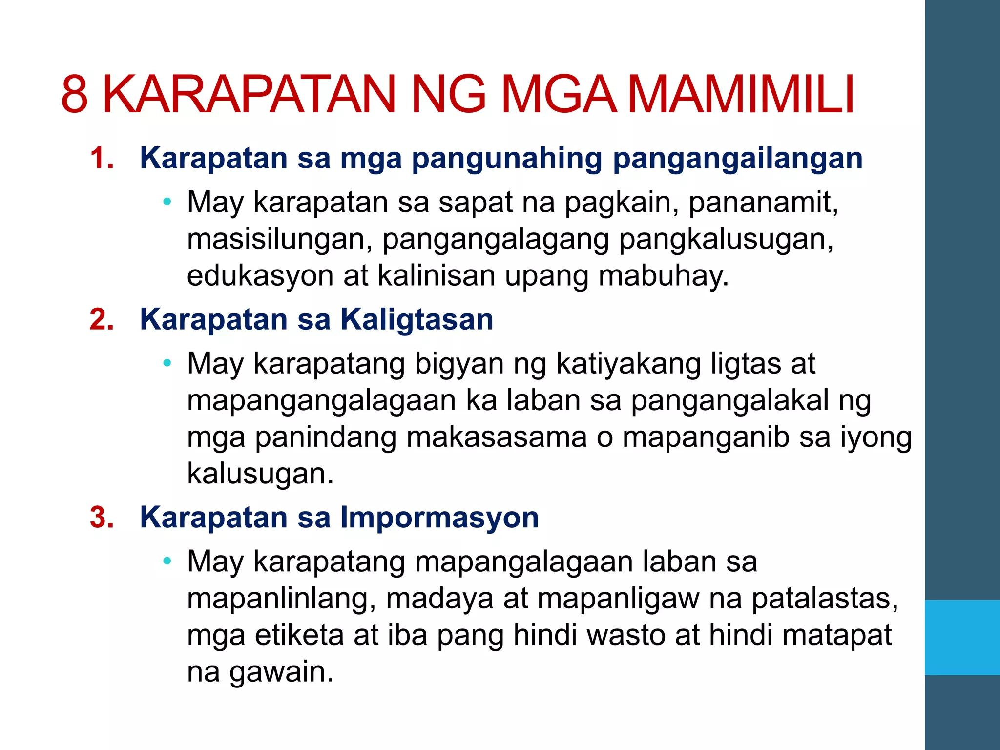 8 KARAPATAN NG MGA MAMIMILI
1. Karapatan sa mga pangunahing pangangailangan
• May karapatan sa sapat na pagkain, pananamit,
masisilungan, pangangalagang pangkalusugan,
edukasyon at kalinisan upang mabuhay.
2. Karapatan sa Kaligtasan
• May karapatang bigyan ng katiyakang ligtas at
mapangangalagaan ka laban sa pangangalakal ng
mga panindang makasasama o mapanganib sa iyong
kalusugan.
3. Karapatan sa Impormasyon
• May karapatang mapangalagaan laban sa
mapanlinlang, madaya at mapanligaw na patalastas,
mga etiketa at iba pang hindi wasto at hindi matapat
na gawain.